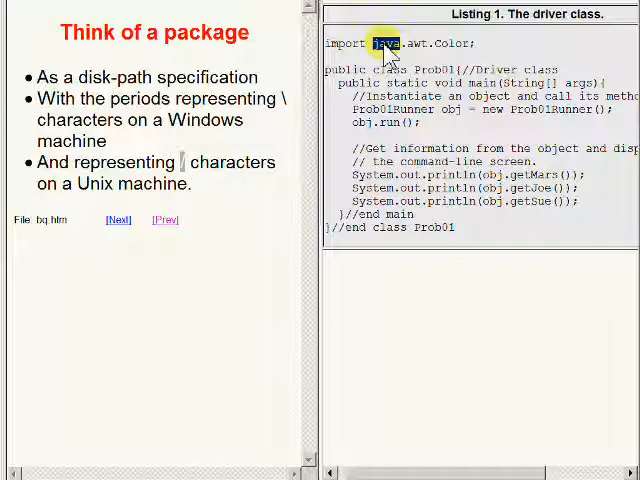 Think of a package
• As a disk-path specification
• With the periods representing \
characters on a Windows
machine
• And representing / characters
on a Unix machine.
File: bq.htm [Next] [Prev]
Listing 1. The driver class.
import java.awt.Color;
public class Prob01{//Driver class
public static void main(String[] args){
//Instantiate an object and call its metho
Prob01Runner obj = new Prob01Runner();
obj.run();
//Get information from the object and disp
// the command-line screen.
System.out.println(obj.getMars());
System.out.println(obj.getJoe());
System.out.println(obj.getSue());
}//end main
}//end class Prob01